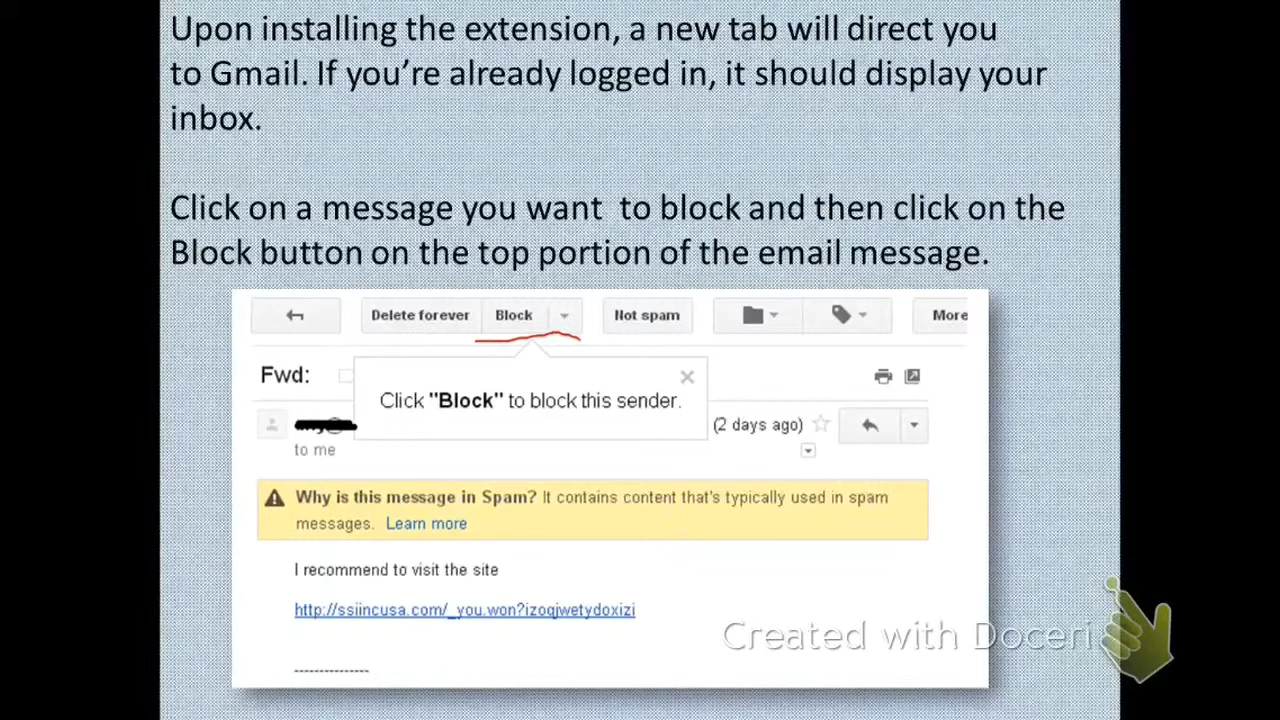 Upon installing the extension, a new tab will direct you
to Gmail. If you’re already logged in, it should display your
inbox.
Click on a message you want  to block and then click on the
Block button on the top portion of the email message.
Delete forever Block Not spam More
Fwd:
Click "Block" to block this sender.
(2 days ago)
to me
Why is this message in Spam? It contains content that's typically used in spam
messages. Learn more
I recommend to visit the site
http://ssiincusa.com/_you.won?izoqjwetydoxizi
---------------
Created with Doceri